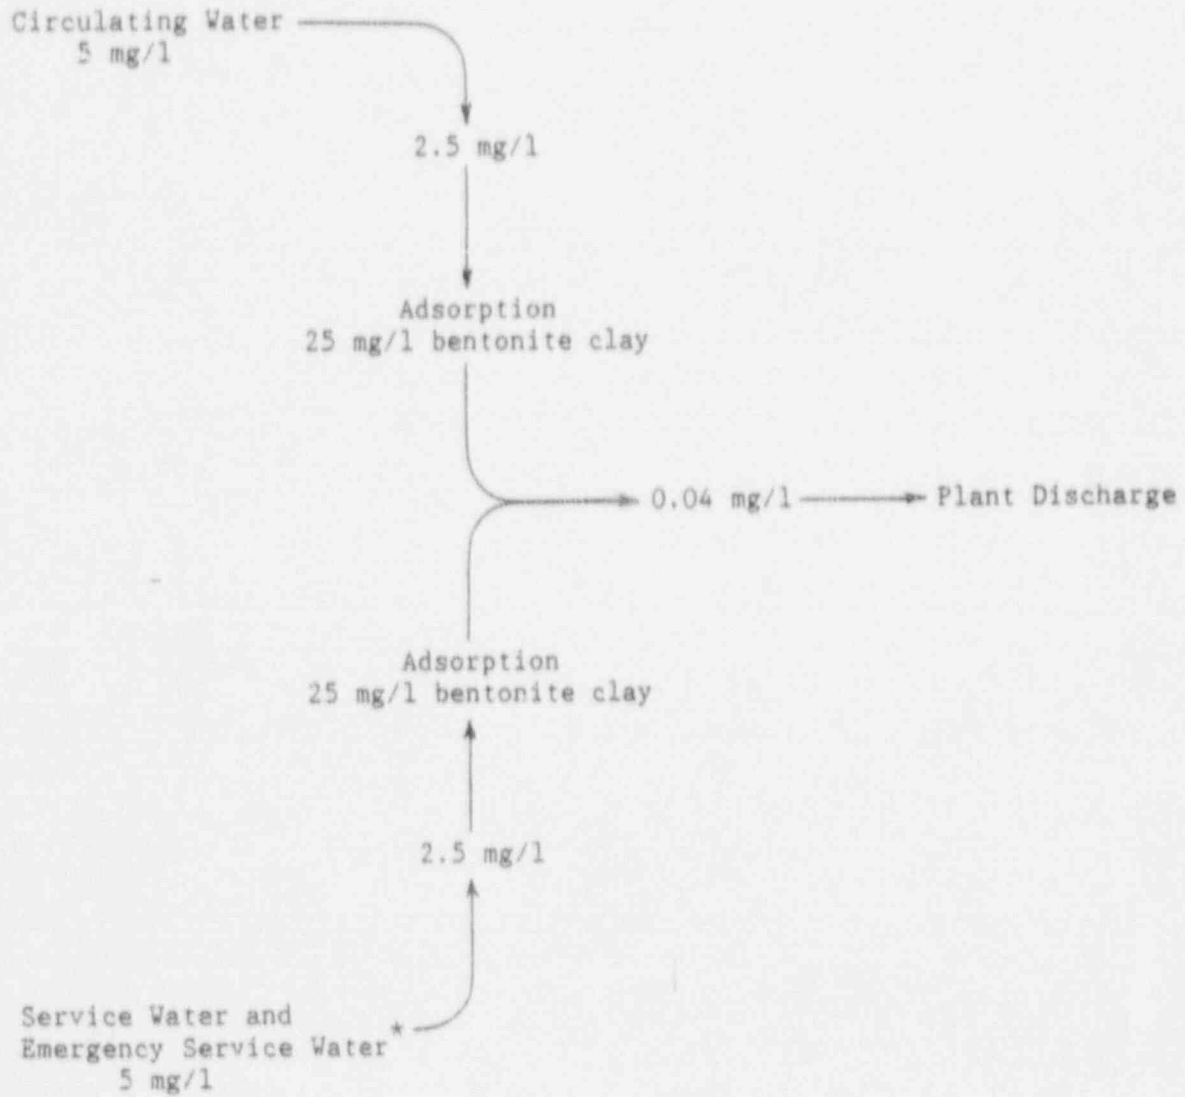 Circulating Water
5 mg/l
2.5 mg/l
Adsorption
25 mg/l bentonite clay
0.04 mg/l
Plant Discharge
Adsorption
25 mg/l bentonite clay
2.5 mg/l
Service Water and
Emergency Service Water*
5 mg/l